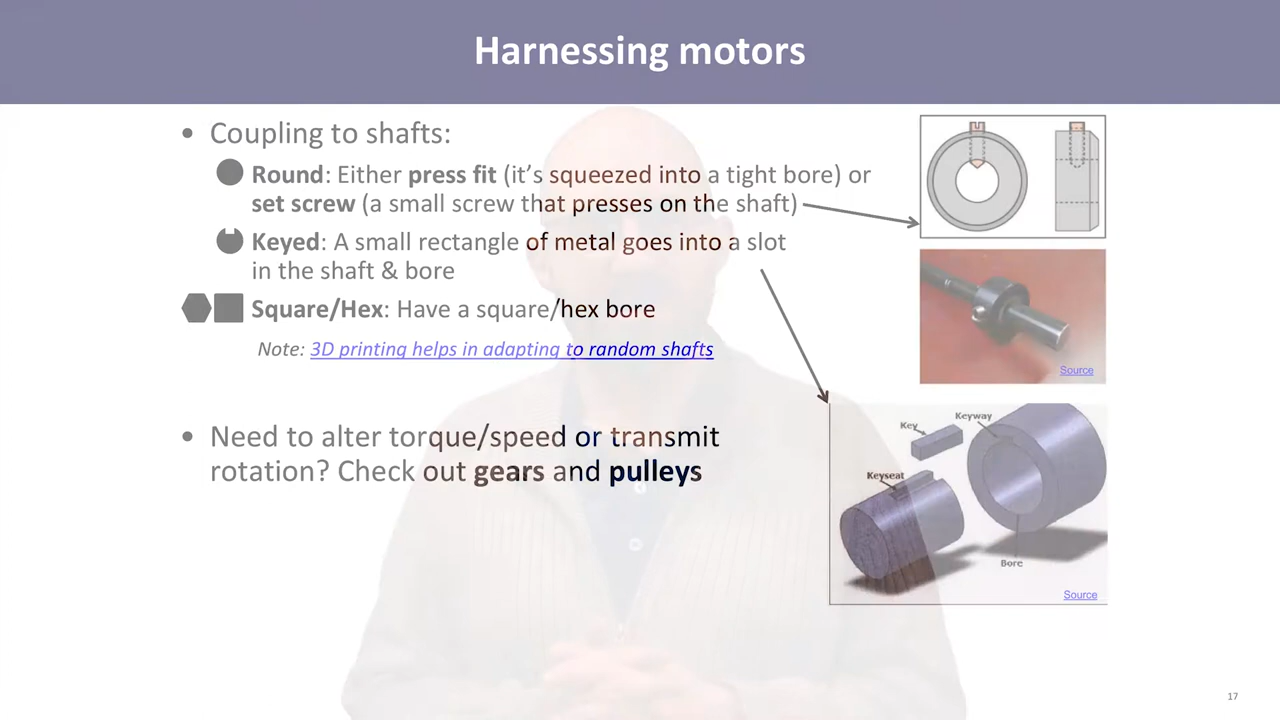 Harnessing motors
• Coupling to shafts:
Round: Either press fit (it's squeezed into a tight bore) or
set screw (a small screw that presses on the shaft)
Keyed: A small rectangle of metal goes into a slot
in the shaft & bore
Square/Hex: Have a square/hex bore
Note: 3D printing helps in adapting to random shafts
• Need to alter torque/speed or transmit
rotation? Check out gears and pulleys
Source
Key
Keyway
Keyseat
Bore
Source
17